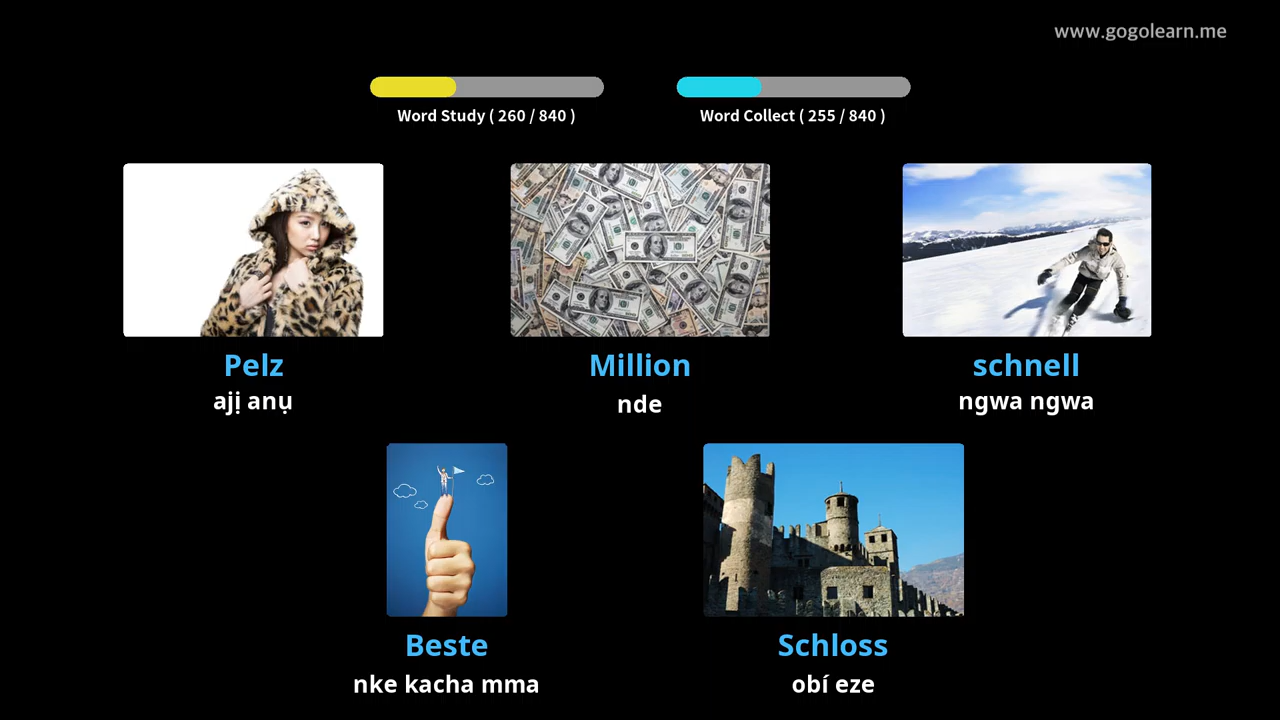 www.gogolearn.me
Word Study ( 260 / 840 )
Word Collect ( 255 / 840 )
Pelz
ajị anụ
Million
nde
schnell
ngwa ngwa
Beste
nke kacha mma
Schloss
obí eze